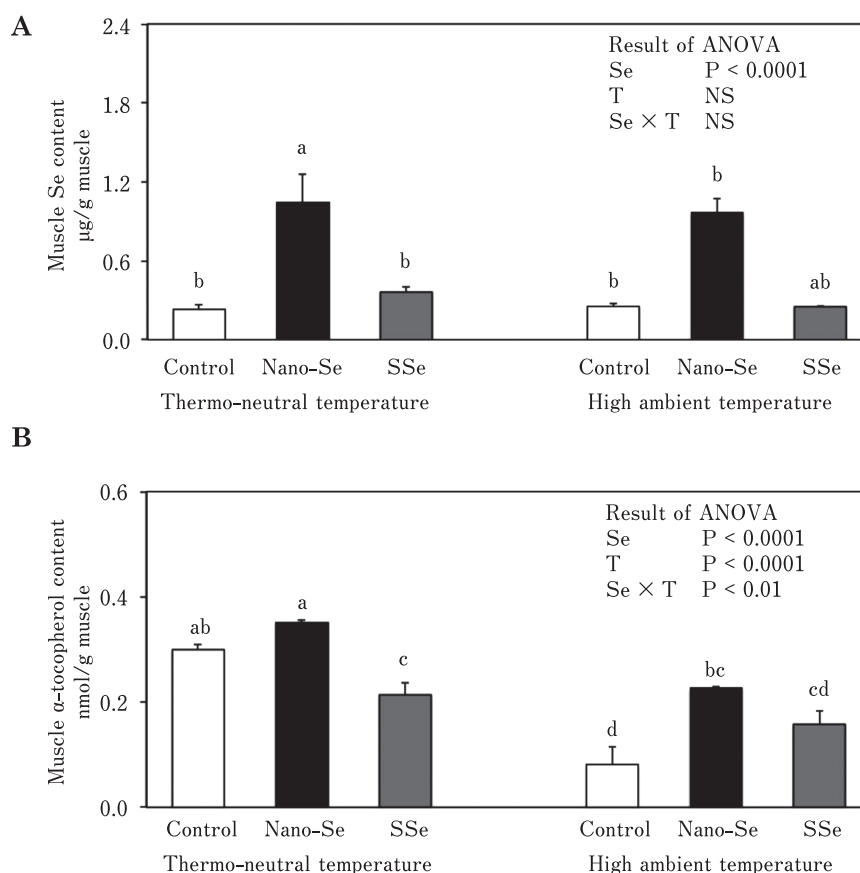 A
Muscle Se content
μg/g muscle
2.4
1.8
1.2
0.6
0.0
Result of ANOVA
Se P < 0.0001
T NS
Se × T NS
b
a
b
b
b
ab
Control Nano-Se SSe Control Nano-Se SSe
Thermo-neutral temperature High ambient temperature
B
Muscle α-tocopherol content
nmol/g muscle
0.6
0.4
0.2
0.0
Result of ANOVA
Se P < 0.0001
T P < 0.0001
Se × T P < 0.01
ab
a
c
d
bc
cd
Control Nano-Se SSe Control Nano-Se SSe
Thermo-neutral temperature High ambient temperature